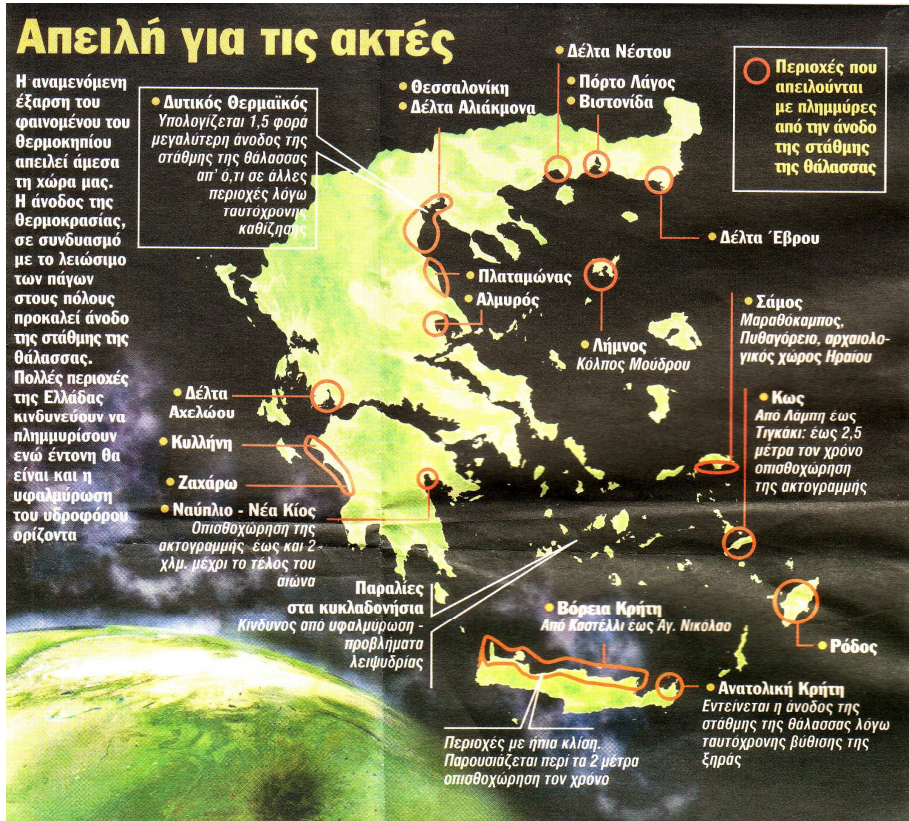 Απειλή για τις ακτές
Η αναμενόμενη
έξαρση του
φαινομένου του
θερμοκηπίου
απειλεί άμεσα
τη χώρα μας.
Η άνοδος της
θερμοκρασίας,
σε συνδυασμό
με το λειώσιμο
των πάγων
στους πόλους
προκαλεί άνοδο
της στάθμης της
θάλασσας.
Πολλές περιοχές
της Ελλάδας
κινδυνεύουν να
πλημμυρίσουν
ενώ έντονη θα
είναι και η
υφαλμύρωση
του υδροφόρου
ορίζοντα
• Δυτικός Θερμαϊκός
Υπολογίζεται 1,5 φορά
μεγαλύτερη άνοδος της
στάθμης της θάλασσας
απ' ό,τι σε άλλες
περιοχές λόγω
ταυτόχρονης
καθίζησης
• Θεσσαλονίκη
• Δέλτα Αλιάκμονα
• Δέλτα Νέστου
• Πόρτο Λάγος
• Βιστονίδα
Περιοχές που
απειλούνται
με πλημμύρες
από την άνοδο
της στάθμης
της θάλασσας
• Δέλτα Έβρου
• Πλαταμώνας
• Αλμυρός
• Λήμνος
Κόλπος Μούδρου
• Σάμος
Μαραθόκαμπος,
Πυθαγόρειο, αρχαιολο-
γικός χώρος Ηραίου
• Κως
Από Λάμπη έως
Τιγκάκι: έως 2,5
μέτρα τον χρόνο
οπισθοχώρηση
της ακτογραμμής
• Δέλτα
Αχελώου
• Κυλλήνη
• Ζαχάρω
• Ναύπλιο - Νέα Κίος
Οπισθοχώρηση της
ακτογραμμής έως και 2
χλμ. μέχρι το τέλος του
αιώνα
Παραλίες
στα κυκλαδονήσια
Κίνδυνος από υφαλμύρωση -
προβλήματα
λειψυδρίας
• Βόρεια Κρήτη
Από Καστέλλι έως Αγ. Νικόλαο
• Ρόδος
• Ανατολική Κρήτη
Εντείνεται η άνοδος της
στάθμης της θάλασσας λόγω
ταυτόχρονης βύθισης της
ξηράς
Περιοχές με ήπια κλίση.
Παρουσιάζεται περί τα 2 μέτρα
οπισθοχώρηση τον χρόνο